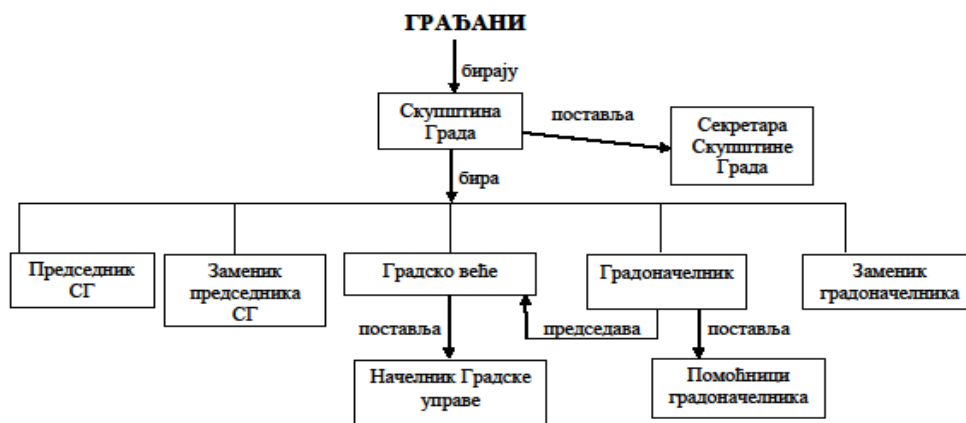 ГРАЂАНИ
бирају
Скупштина
Града
поставља
Секретара
Скупштине
Града
бира
Председник
СГ
Заменик
председника
СГ
Градско веће
Градоначелник
Заменик
градоначелника
поставља
председава
поставља
Начелник Градске
управе
Помоћници
градоначелника